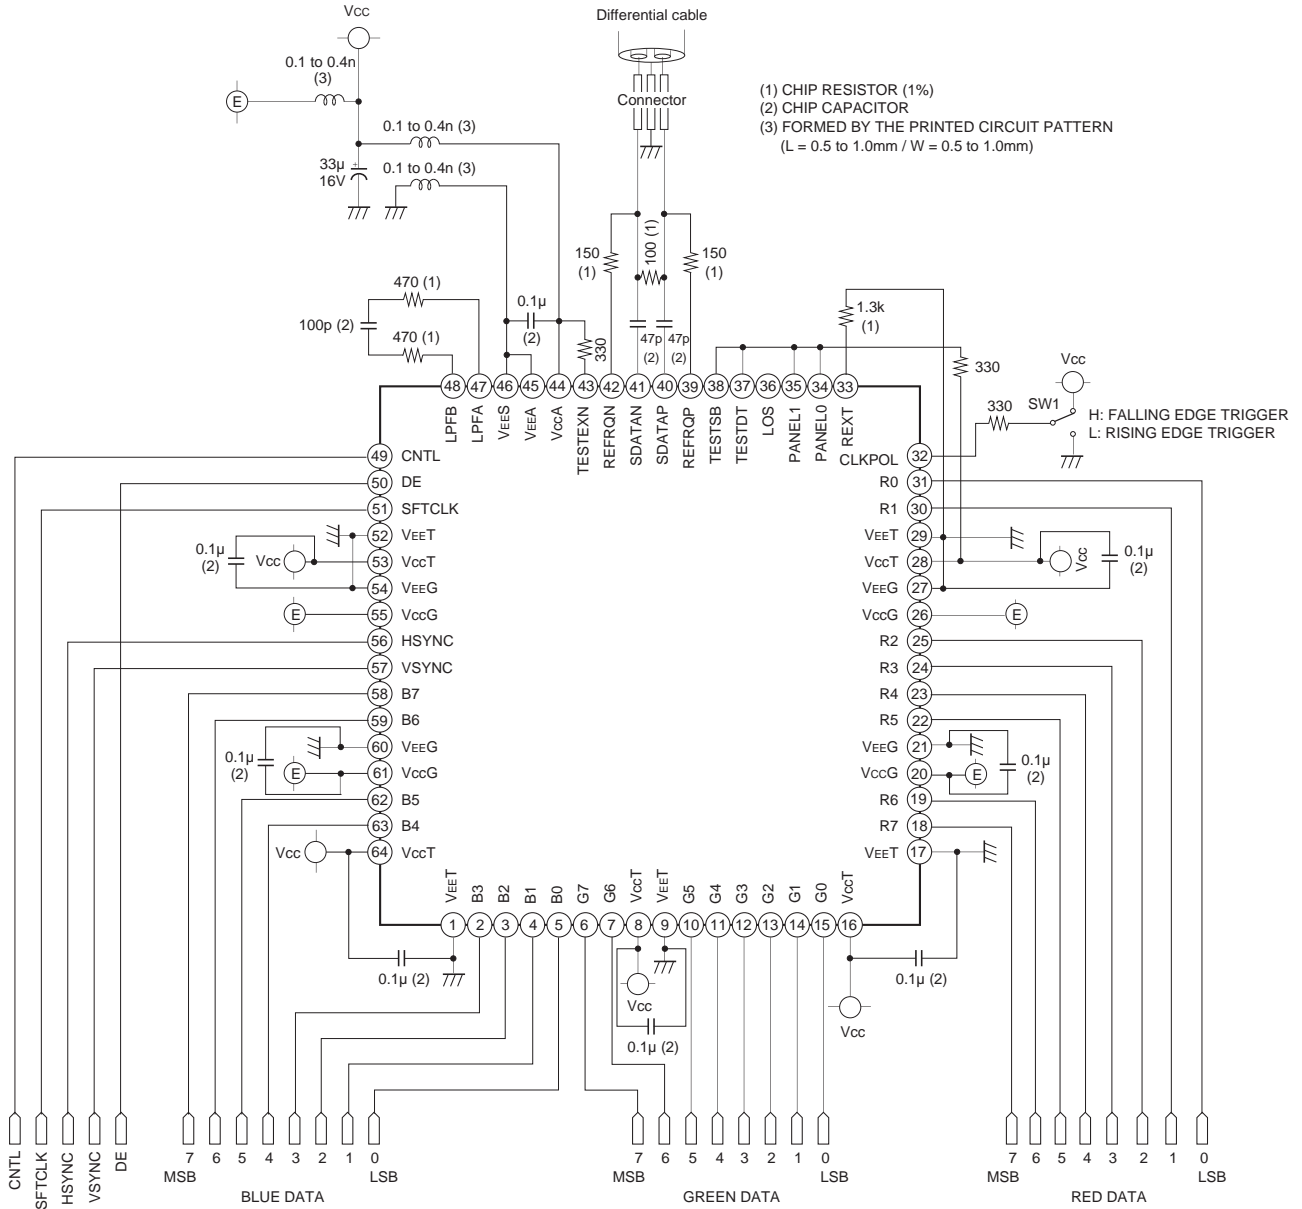 Differential cable
Vcc
0.1 to 0.4n
(3)
E
Connector
(1) CHIP RESISTOR (1%)
(2) CHIP CAPACITOR
(3) FORMED BY THE PRINTED CIRCUIT PATTERN
(L = 0.5 to 1.0mm / W = 0.5 to 1.0mm)
0.1 to 0.4n (3)
33µ
16V
+
0.1 to 0.4n (3)
150
(1)
100 (1)
150
(1)
470 (1)
100p (2)
470 (1)
0.1µ
(2)
330
47p
(2)
47p
(2)
1.3k
(1)
330
Vcc
330
SW1
H: FALLING EDGE TRIGGER
L: RISING EDGE TRIGGER
48 47 46 45 44 43 42 41 40 39 38 37 36 35 34 33
LPFB
LPFA
VEES
VEEA
VccA
TESTEXN
REFRQN
SDATAN
SDATAP
REFRQP
TESTSB
TESTDT
LOS
PANEL1
PANEL0
REXT
49 CNTL
50 DE
51 SFTCLK
52 VEET
53 VccT
54 VEEG
55 VccG
56 HSYNC
57 VSYNC
58 B7
59 B6
60 VEEG
61 VccG
62 B5
63 B4
64 VccT
0.1µ
(2)
Vcc
E
0.1µ
(2)
E
Vcc
CLKPOL 32
R0 31
R1 30
VEET 29
VccT 28
VEEG 27
VccG 26
R2 25
R3 24
R4 23
R5 22
VEEG 21
VccG 20
R6 19
R7 18
VEET 17
Vcc
0.1µ
(2)
E
E
0.1µ
(2)
VEET
B3
B2
B1
B0
G7
G6
VccT
VEET
G5
G4
G3
G2
G1
G0
VccT
1 2 3 4 5 6 7 8 9 10 11 12 13 14 15 16
0.1µ (2)
Vcc
0.1µ (2)
0.1µ (2)
Vcc
CNTL
SFTCLK
HSYNC
VSYNC
DE
7 6 5 4 3 2 1 0
MSB LSB
BLUE DATA
7 6 5 4 3 2 1 0
MSB LSB
GREEN DATA
7 6 5 4 3 2 1 0
MSB LSB
RED DATA